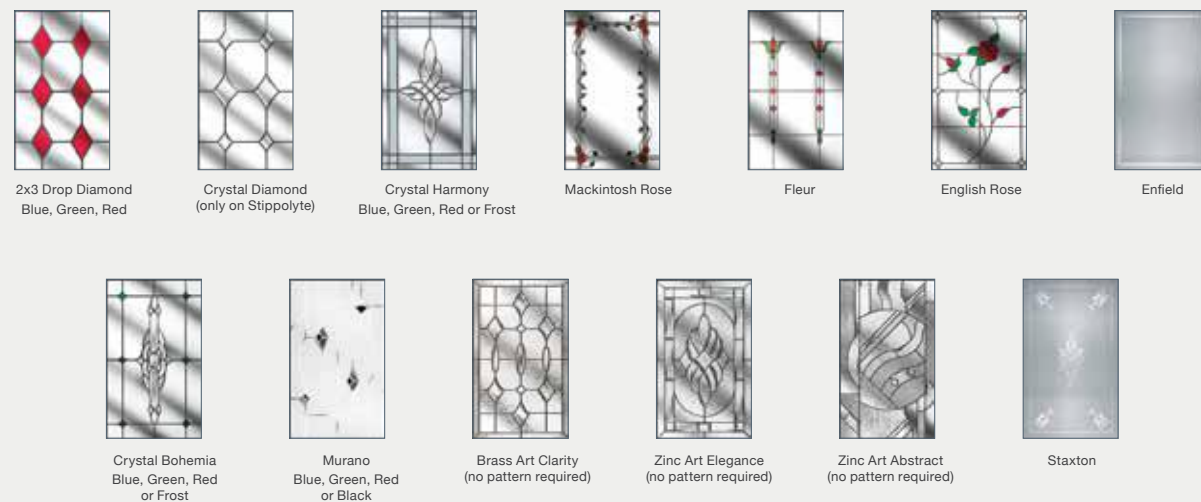 2x3 Drop Diamond
Blue, Green, Red
Crystal Diamond
(only on Stippolyte)
Crystal Harmony
Blue, Green, Red or Frost
Mackintosh Rose
Fleur
English Rose
Enfield
Crystal Bohemia
Blue, Green, Red
or Frost
Murano
Blue, Green, Red
or Black
Brass Art Clarity
(no pattern required)
Zinc Art Elegance
(no pattern required)
Zinc Art Abstract
(no pattern required)
Staxton